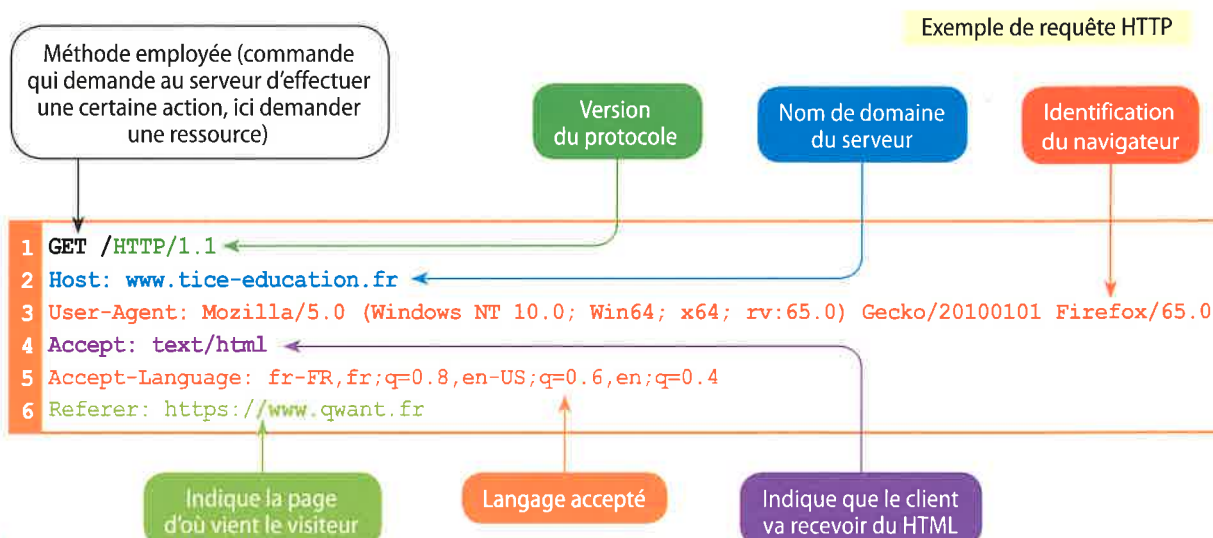 Exemple de requête HTTP
Méthode employée (commande
qui demande au serveur d'effectuer
une certaine action, ici demander
une ressource)
Version
du protocole
Nom de domaine
du serveur
Identification
du navigateur
1 GET /HTTP/1.1
2 Host: www.tice-education.fr
3 User-Agent: Mozilla/5.0 (Windows NT 10.0; Win64; x64; rv:65.0) Gecko/20100101 Firefox/65.0
4 Accept: text/html
5 Accept-Language: fr-FR,fr;q=0.8,en-US;q=0.6,en;q=0.4
6 Referer: https://www.qwant.fr
Indique la page
d'où vient le visiteur
Langage accepté
Indique que le client
va recevoir du HTML